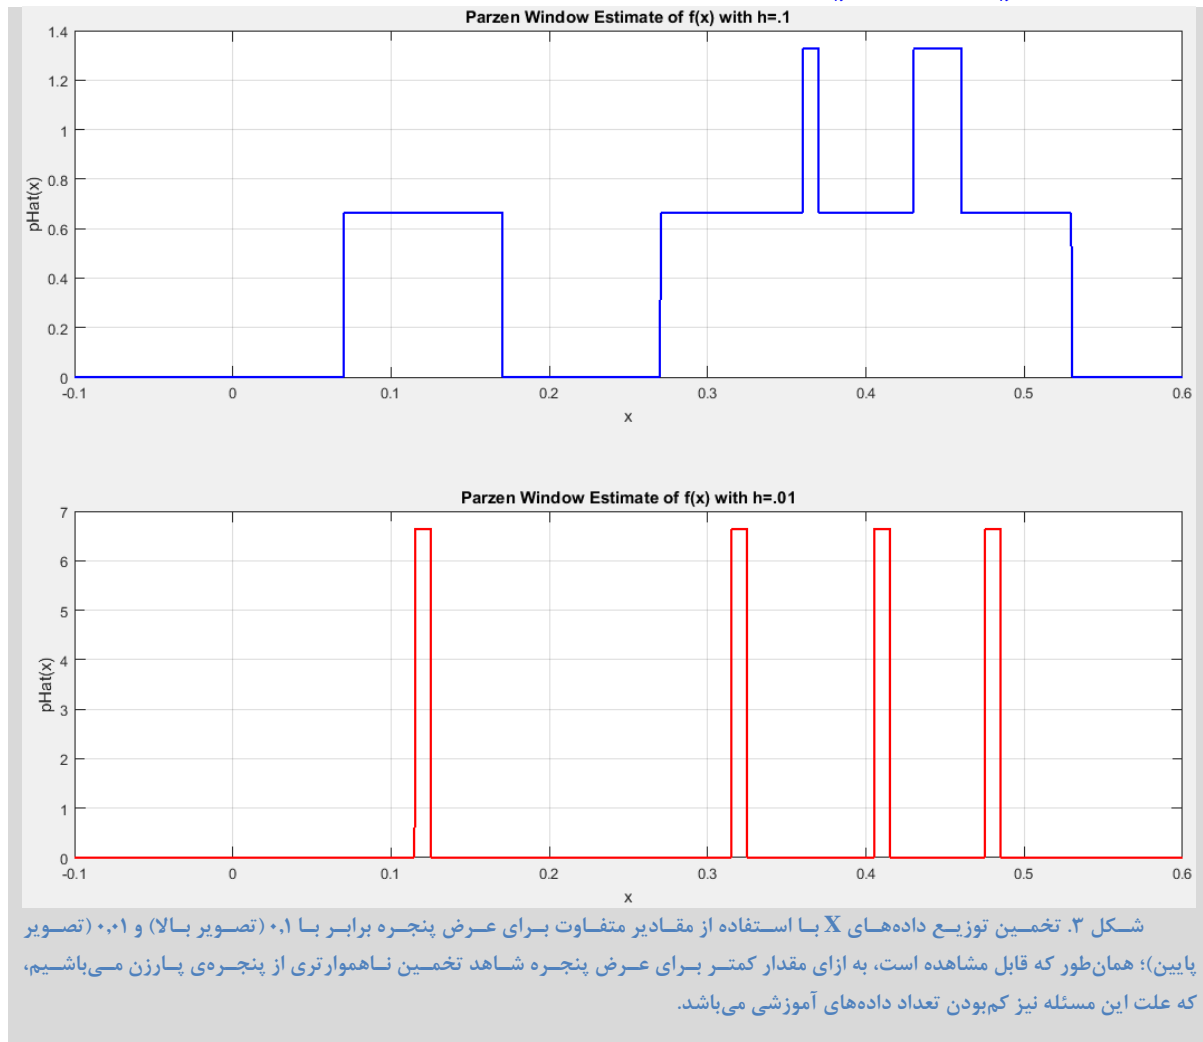 Parzen Window Estimate of f(x) with h=.1
1.4
1.2
1
0.8
0.6
0.4
0.2
0
pHat(x)
-0.1 0 0.1 0.2 0.3 0.4 0.5 0.6
x
Parzen Window Estimate of f(x) with h=.01
7
6
5
4
3
2
1
0
pHat(x)
-0.1 0 0.1 0.2 0.3 0.4 0.5 0.6
x
شکل ۳. تخمین توزیع داده‌های X با استفاده از مقادیر متفاوت برای عرض پنجره برابر با ۰,۱ (تصویر بالا) و ۰,۰۱ (تصویر
پایین)؛ همان‌طور که قابل مشاهده است، به ازای مقدار کمتر برای عرض پنجره شاهد تخمین ناهموارتری از پنجره‌ی پارزن می‌باشیم،
که علت این مسئله نیز کم‌بودن تعداد داده‌های آموزشی می‌باشد.